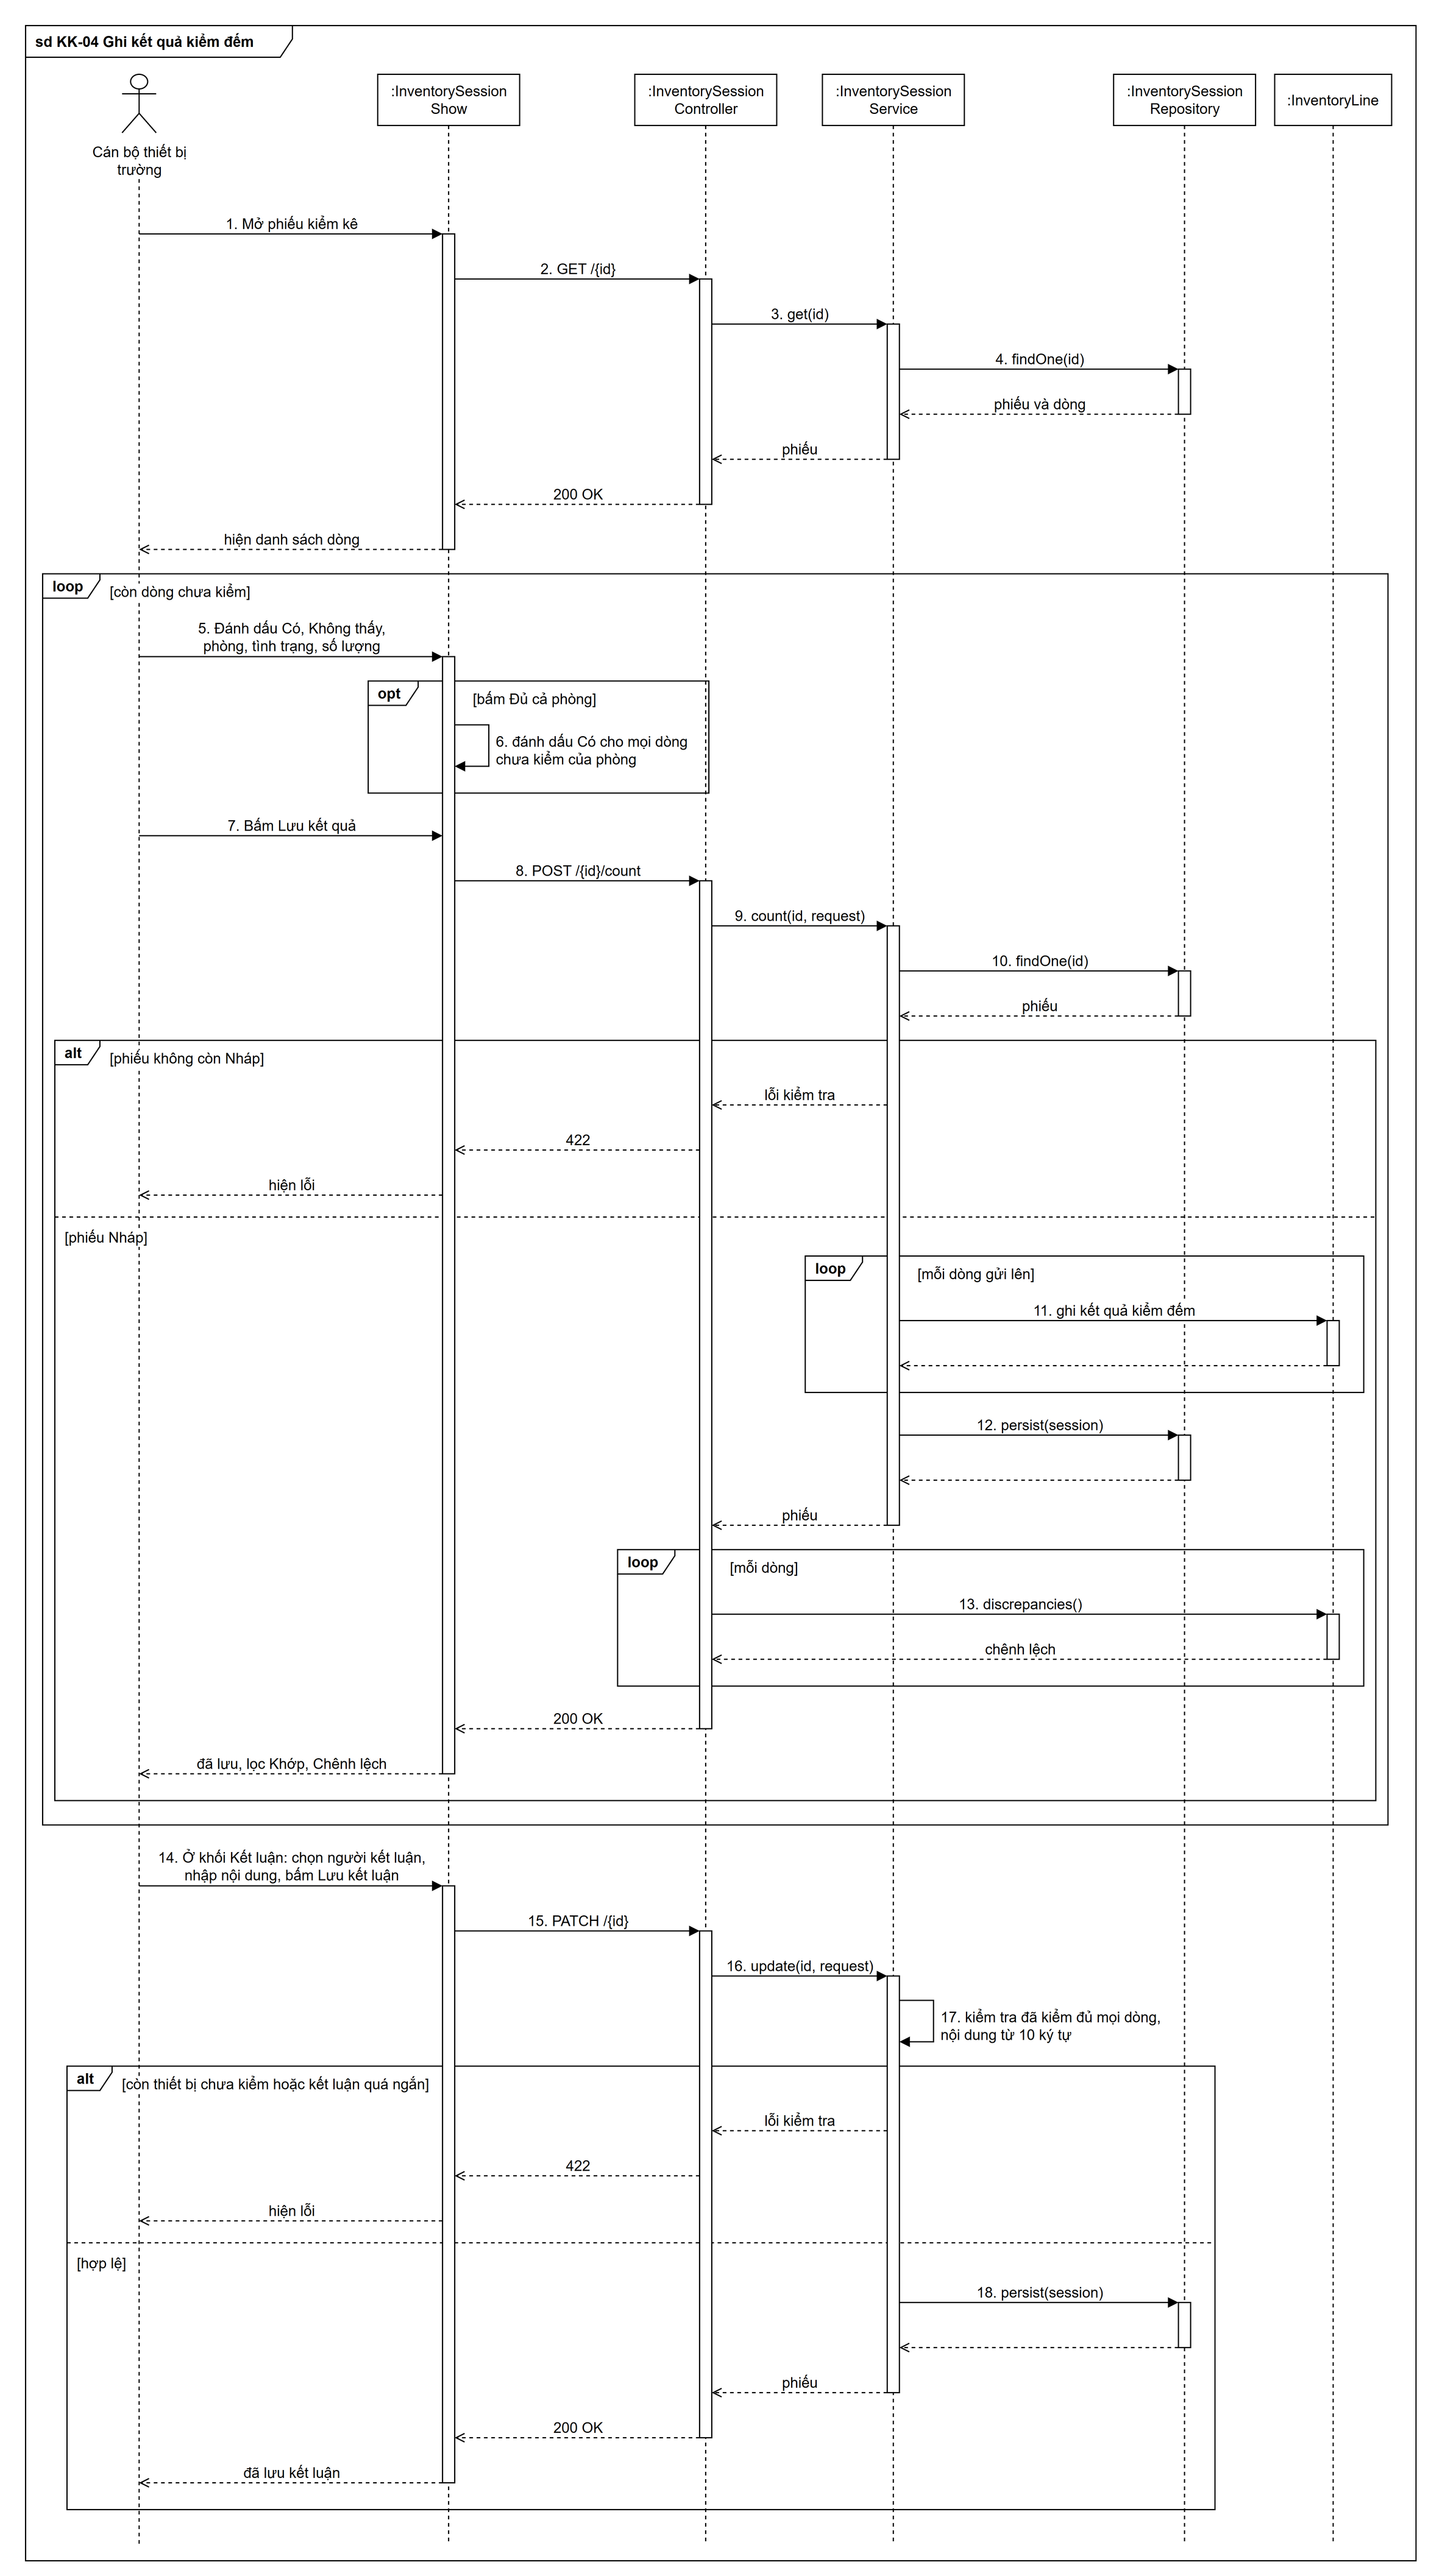 sd KK-04 Ghi kết quả kiểm đếm
Cán bộ thiết bị
trường
:InventorySession
Show
:InventorySession
Controller
:InventorySession
Service
:InventorySession
Repository
:InventoryLine
1. Mở phiếu kiểm kê
2. GET /{id}
3. get(id)
4. findOne(id)
phiếu và dòng
phiếu
200 OK
hiện danh sách dòng
loop
[còn dòng chưa kiểm]
5. Đánh dấu Có, Không thấy,
phòng, tình trạng, số lượng
opt
[bấm Đủ cả phòng]
6. đánh dấu Có cho mọi dòng
chưa kiểm của phòng
7. Bấm Lưu kết quả
8. POST /{id}/count
9. count(id, request)
10. findOne(id)
phiếu
alt
[phiếu không còn Nháp]
lỗi kiểm tra
422
hiện lỗi
[phiếu Nháp]
loop
[mỗi dòng gửi lên]
11. ghi kết quả kiểm đếm
12. persist(session)
phiếu
loop
[mỗi dòng]
13. discrepancies()
chênh lệch
200 OK
đã lưu, lọc Khớp, Chênh lệch
14. Ở khối Kết luận: chọn người kết luận,
nhập nội dung, bấm Lưu kết luận
15. PATCH /{id}
16. update(id, request)
17. kiểm tra đã kiểm đủ mọi dòng,
nội dung từ 10 ký tự
alt
[còn thiết bị chưa kiểm hoặc kết luận quá ngắn]
lỗi kiểm tra
422
hiện lỗi
[hợp lệ]
18. persist(session)
phiếu
200 OK
đã lưu kết luận